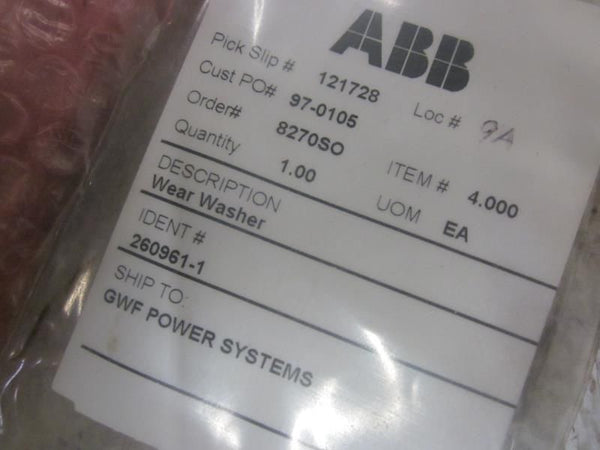 ABB
Pick Slip # 121728 Loc # 9A
Cust PO# 97-0105
Order# 8270SO ITEM # 4.000
Quantity 1.00 UOM EA
DESCRIPTION
Wear Washer
IDENT #
260961-1
SHIP TO:
GWF POWER SYSTEMS